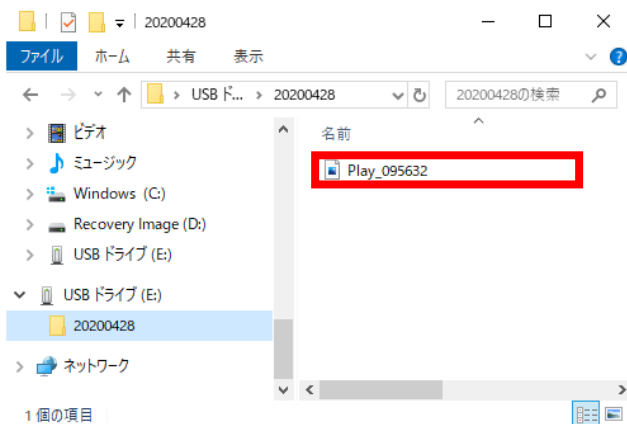 20200428
ファイル ホーム 共有 表示
USB ド... 20200428 20200428の検索
ビデオ
ミュージック
Windows (C:)
Recovery Image (D:)
USB ドライブ (E:)
USB ドライブ (E:)
20200428
ネットワーク
名前
Play_095632
1 個の項目